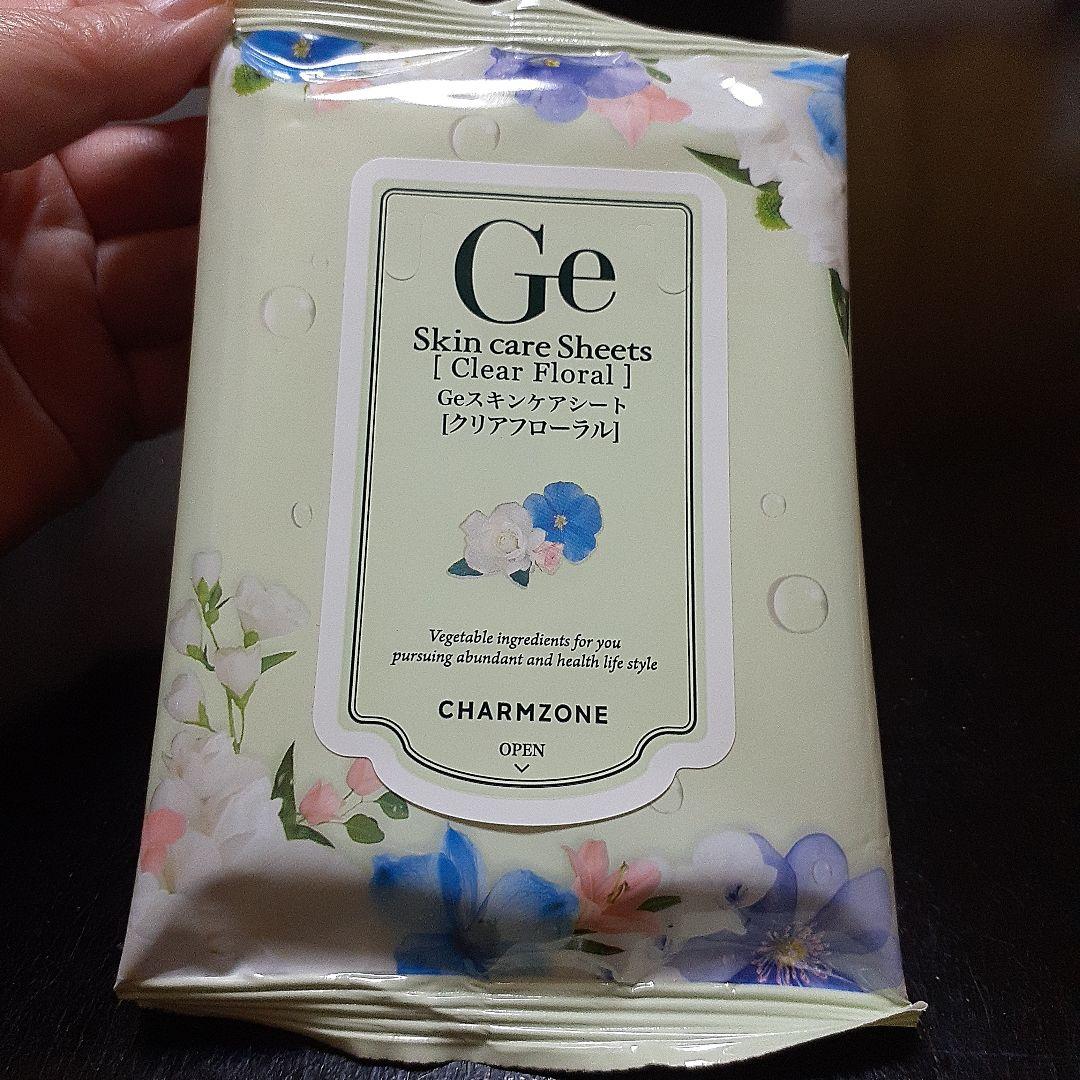 Ge
Skin care Sheets
[ Clear Floral ]
Geスキンケアシート
[クリアフローラル]
Vegetable ingredients for you
pursuing abundant and health life style
CHARMZONE
OPEN